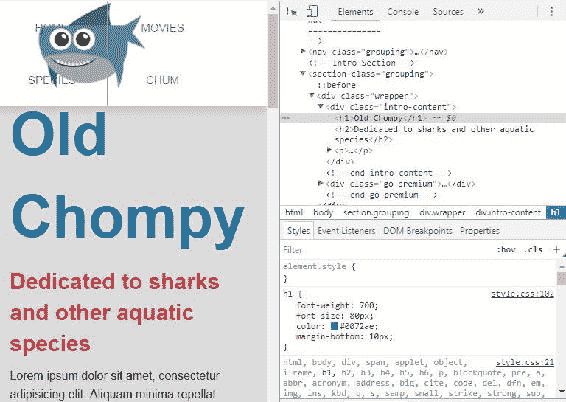 MOVIES
SPECIES
CHUM
Old
Chompy
Dedicated to sharks
and other aquatic
species
Lorem ipsum dolor sit amet, consectetur
adipisicing elit. Aliquam minima repellat
Elements Console Sources »
--------------
<nav class="grouping">…</nav>
<!-- Intro Section -->
<section class="grouping">
::before
<div class="wrapper">
<div class="intro-content">
<h1>Old Chompy</h1> == $0
<h2>Dedicated to sharks and other aquatic
species</h2>
<p>…</p>
</div>
<!-- end intro-content -->
<div class="go-premium">…</div>
<!-- end go-premium -->
</div>
html body section.grouping div.wrapper div.intro-content h1
Styles Event Listeners DOM Breakpoints Properties
Filter :hov .cls +
element.style {
}
h1 { style.css:102
font-weight: 700;
font-size: 80px;
color: #0072ae;
margin-bottom: 10px;
}
html, body, div, span, applet, object, style.css:21
iframe, h1, h2, h3, h4, h5, h6, p, blockquote, pre, a,
abbr, acronym, address, big, cite, code, del, dfn, em,
img, ins, kbd, q, s, samp, small, strike, strong, sub,